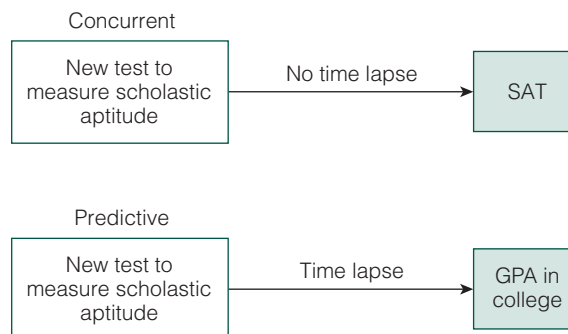 Concurrent
New test to
measure scholastic
aptitude
No time lapse
SAT
Predictive
New test to
measure scholastic
aptitude
Time lapse
GPA in
college